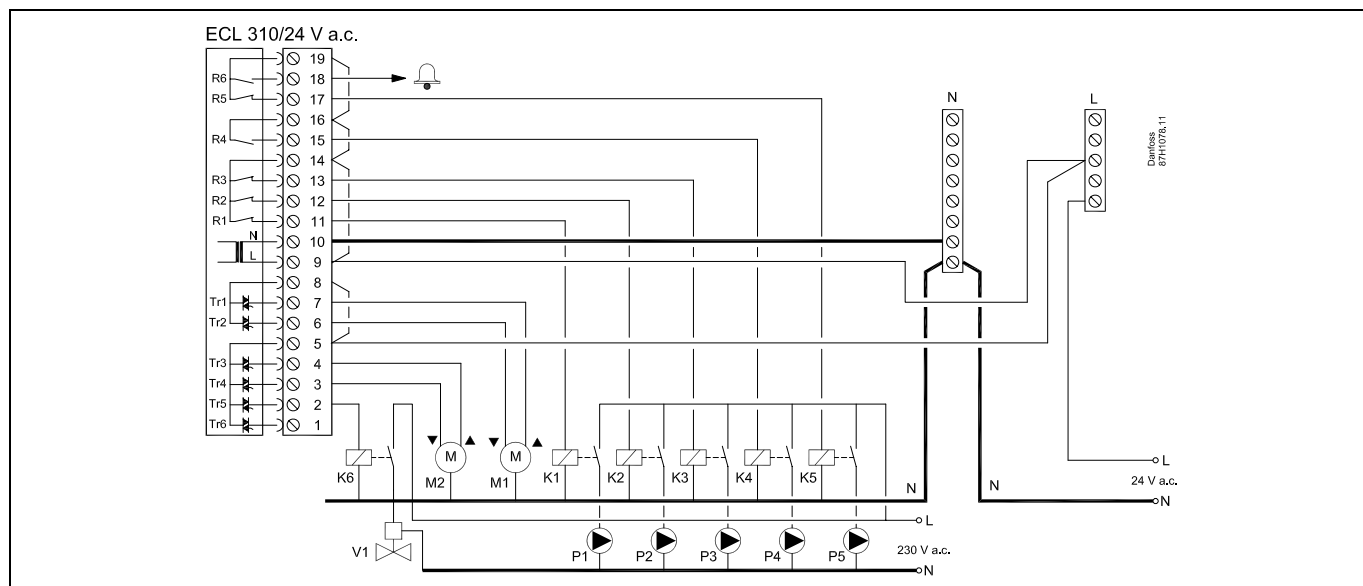 ECL 310/24 V a.c.
19
R6 18
R5 17
16
R4 15
14
R3 13
R2 12
R1 11
N 10
L 9
8
Tr1 7
Tr2 6
5
Tr3 4
Tr4 3
Tr5 2
Tr6 1
N
L
Danfoss
87H1078.11
M M
K6 M2 M1 K1 K2 K3 K4 K5
N N
L
24 V a.c.
N
L
V1 P1 P2 P3 P4 P5 230 V a.c.
N